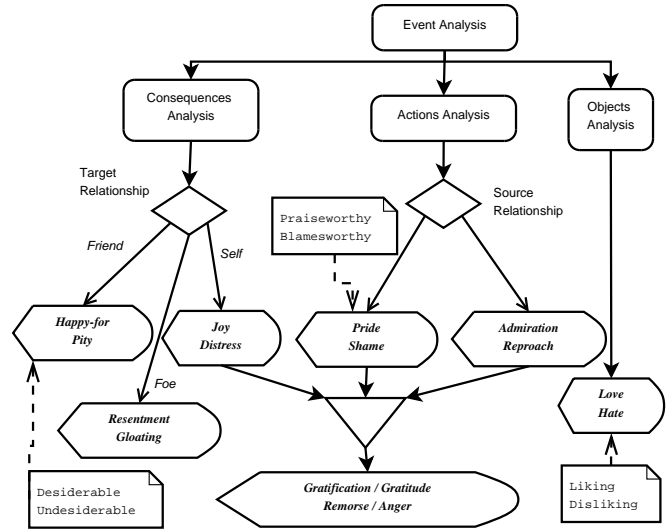 Event Analysis
Consequences
Analysis
Actions Analysis
Objects
Analysis
Target
Relationship
Source
Relationship
Praiseworthy
Blamesworthy
Friend
Self
Foe
Happy-for
Pity
Joy
Distress
Pride
Shame
Admiration
Reproach
Love
Hate
Resentment
Gloating
Desiderable
Undesiderable
Gratification / Gratitude
Remorse / Anger
Liking
Disliking